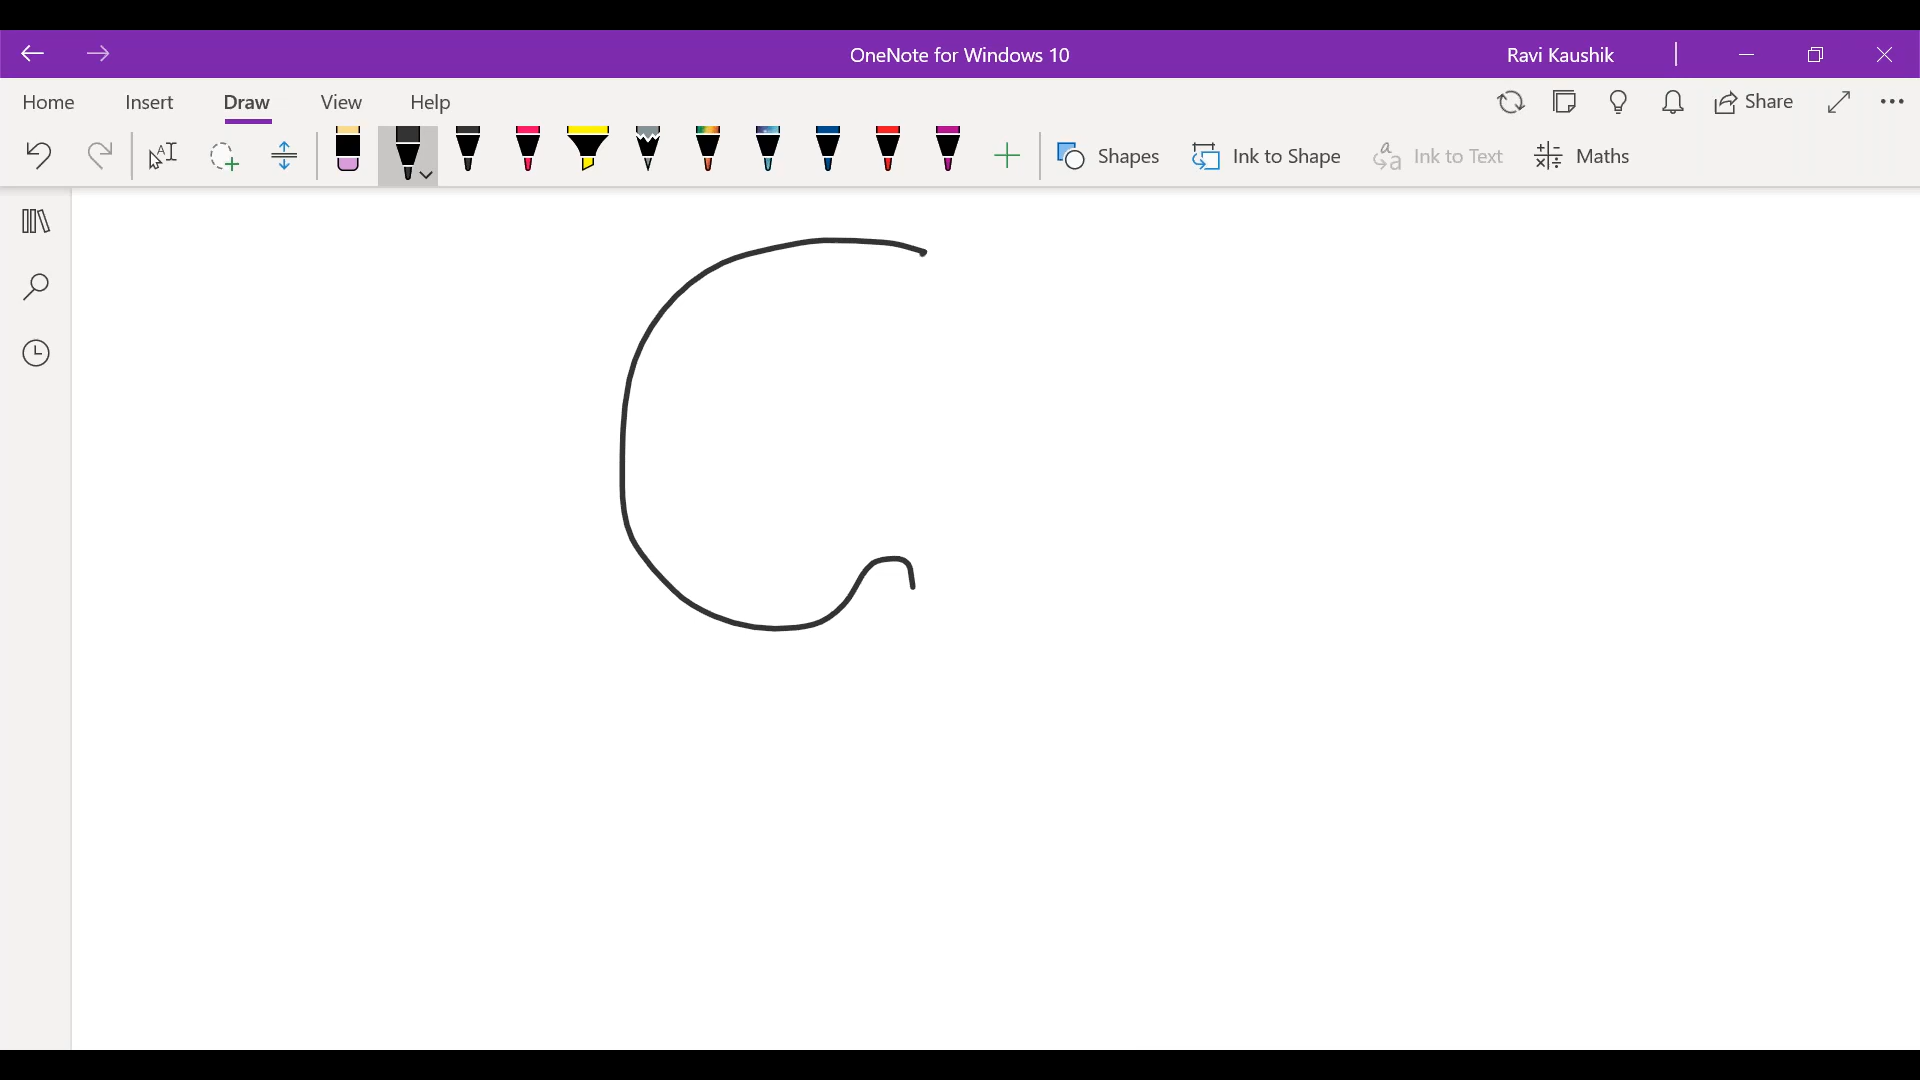 OneNote for Windows 10
Ravi Kaushik
Home Insert Draw View Help
Share
Shapes
Ink to Shape
Ink to Text
Maths